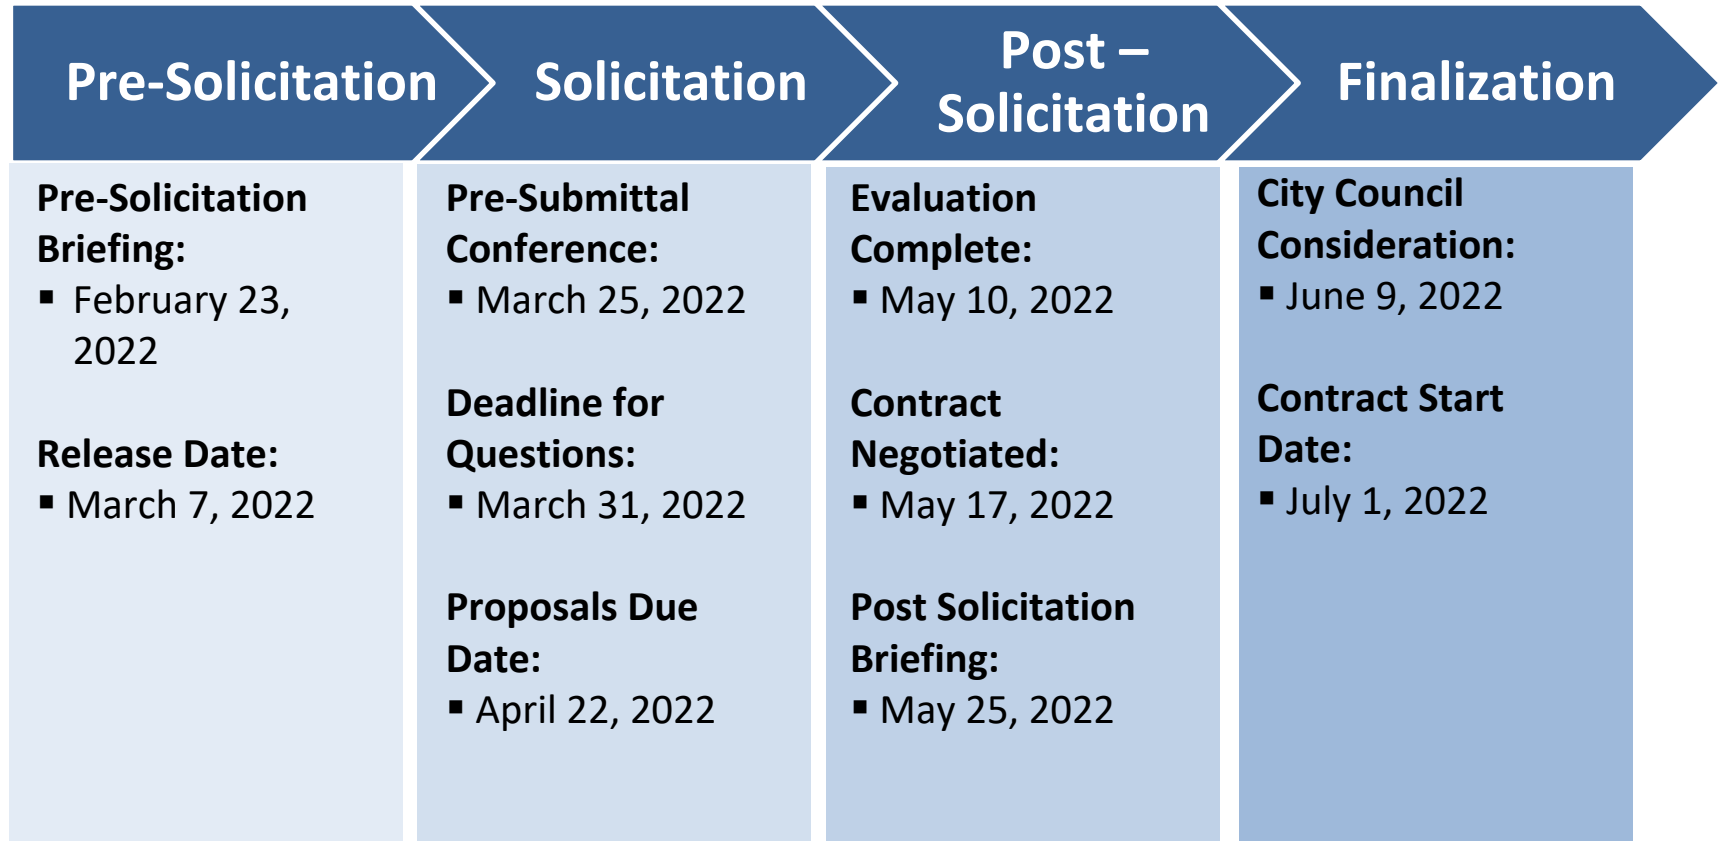 Pre-Solicitation
Solicitation
Post –
Solicitation
Finalization
Pre-Solicitation
Briefing:
▪ February 23,
2022
Release Date:
▪ March 7, 2022
Pre-Submittal
Conference:
▪ March 25, 2022
Deadline for
Questions:
▪ March 31, 2022
Proposals Due
Date:
▪ April 22, 2022
Evaluation
Complete:
▪ May 10, 2022
Contract
Negotiated:
▪ May 17, 2022
Post Solicitation
Briefing:
▪ May 25, 2022
City Council
Consideration:
▪ June 9, 2022
Contract Start
Date:
▪ July 1, 2022